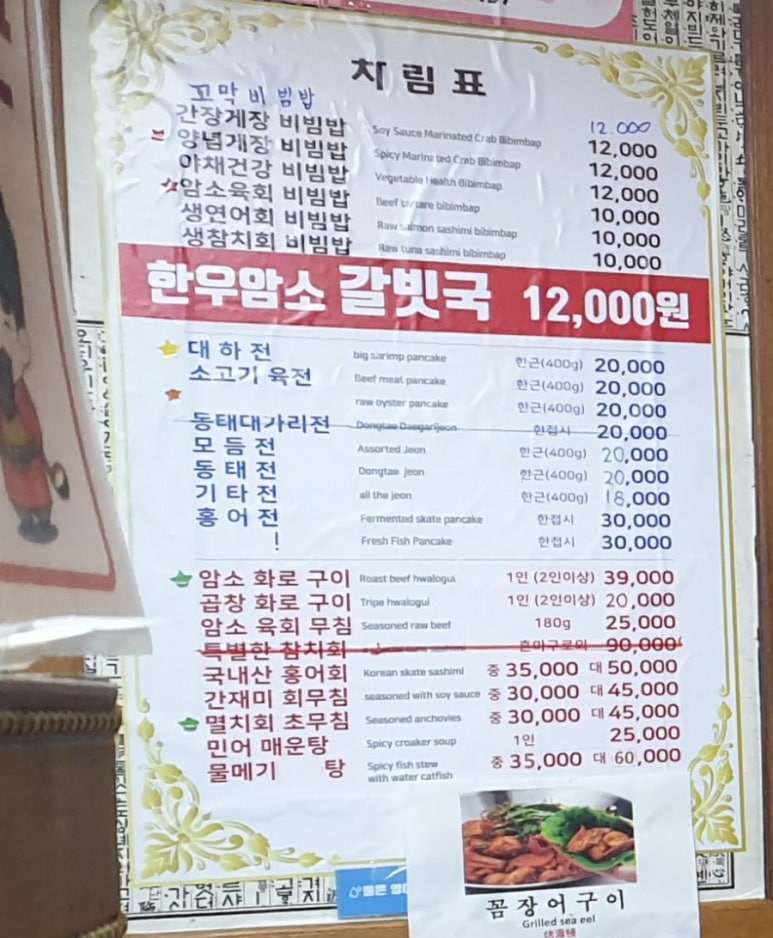 차림표
꼬막비빔밥 12.000
간장게장 비빔밥 Soy Sauce Marinated Crab Bibimbap 12,000
양념게장 비빔밥 Spicy Marinated Crab Bibimbap 12,000
야채건강 비빔밥 Vegetable Health Bibimbap 12,000
암소육회 비빔밥 Beef tartare bibimbap 10,000
생연어회 비빔밥 Raw salmon sashimi bibimbap 10,000
생참치회 비빔밥 Raw tuna sashimi bibimbap 10,000
한우암소 갈빗국 12,000원
대하전 big sarimp pancake 한근(400g) 20,000
소고기 육전 Beef meat pancake 한근(400g) 20,000
raw oyster pancake 한근(400g) 20,000
동태대가리전 Dongtae Daegarijeon 한접시 20,000
모듬전 Assorted Jeon 한근(400g) 20,000
동태전 Dongtae Jeon 한근(400g) 20,000
기타전 all the jeon 한근(400g) 18,000
홍어전 Fermented skate pancake 한접시 30,000
Fresh Fish Pancake 한접시 30,000
암소 화로 구이 Roast beef hwalogui 1인 (2인이상) 39,000
곱창 화로 구이 Tripe hwalogui 1인 (2인이상) 20,000
암소 육회 무침 Seasoned raw beef 180g 25,000
특별한 참치회 90,000
국내산 홍어회 Korean skate sashimi 중 35,000 대 50,000
간재미 회무침 seasoned with soy sauce 중 30,000 대 45,000
멸치회 초무침 Seasoned anchovies 중 30,000 대 45,000
민어 매운탕 Spicy croaker soup 1인 25,000
물메기 탕 Spicy fish stew with water catfish 중 35,000 대 60,000
꼼장어구이
Grilled sea eel